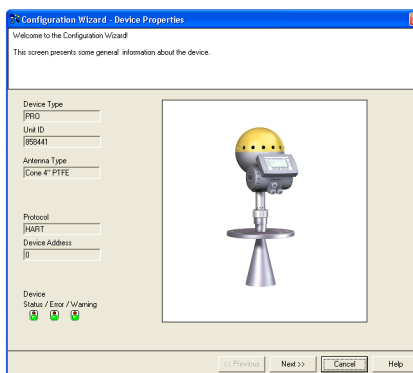 Configuration Wizard - Device Properties
Welcome to the Configuration Wizard!
This screen presents some general information about the device.
Device Type
PRO
Unit ID
858441
Antenna Type
Cone 4" PTFE
Protocol
HART
Device Address
0
Device
Status / Error / Warning
<< Previous
Next >>
Cancel
Help